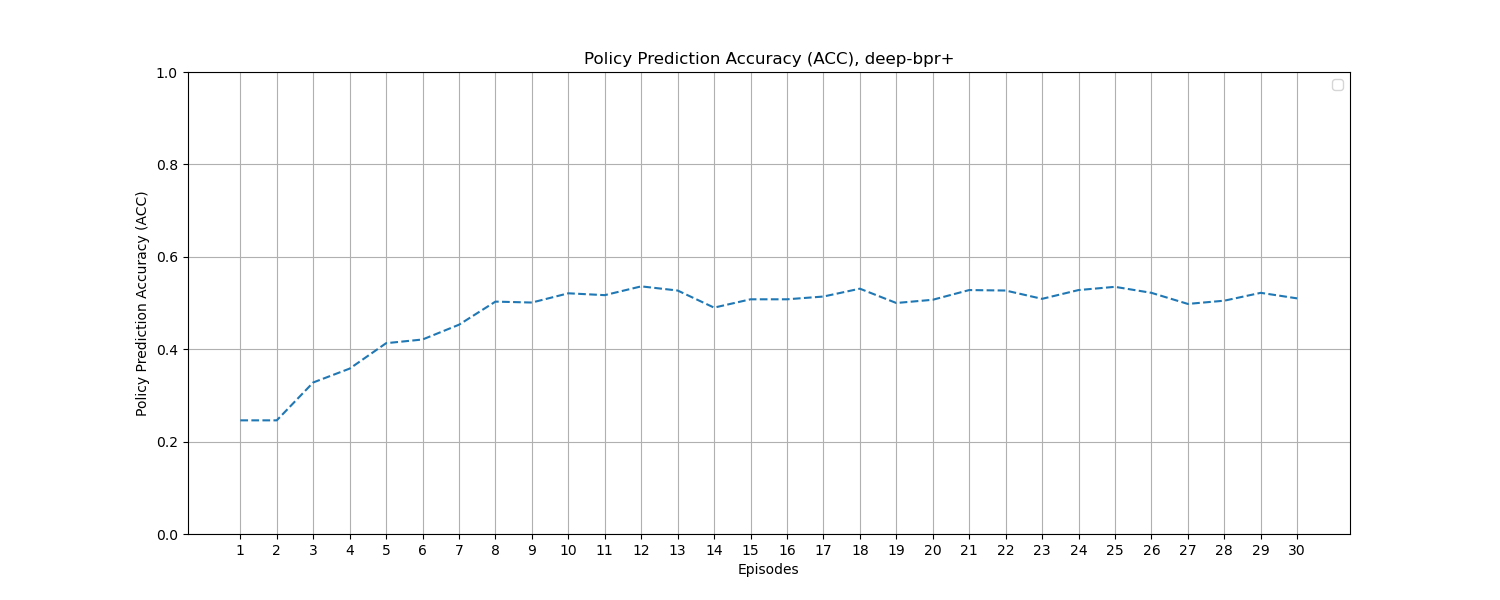 Policy Prediction Accuracy (ACC), deep-bpr+
1.0
0.8
0.6
0.4
0.2
0.0
Policy Prediction Accuracy (ACC)
1 2 3 4 5 6 7 8 9 10 11 12 13 14 15 16 17 18 19 20 21 22 23 24 25 26 27 28 29 30
Episodes